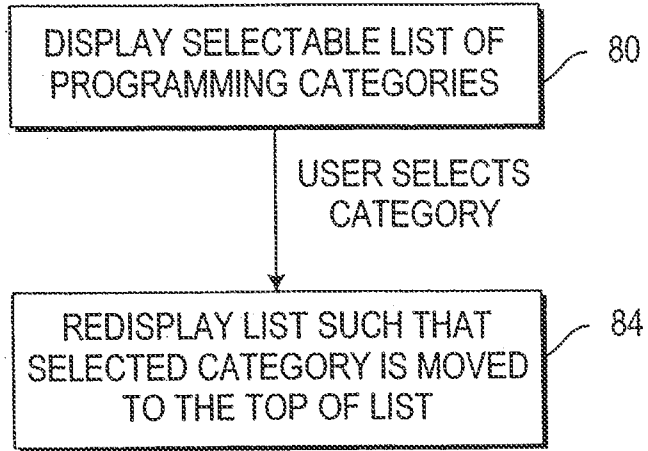 DISPLAY SELECTABLE LIST OF
PROGRAMMING CATEGORIES
80
USER SELECTS
CATEGORY
REDISPLAY LIST SUCH THAT
SELECTED CATEGORY IS MOVED
TO THE TOP OF LIST
84